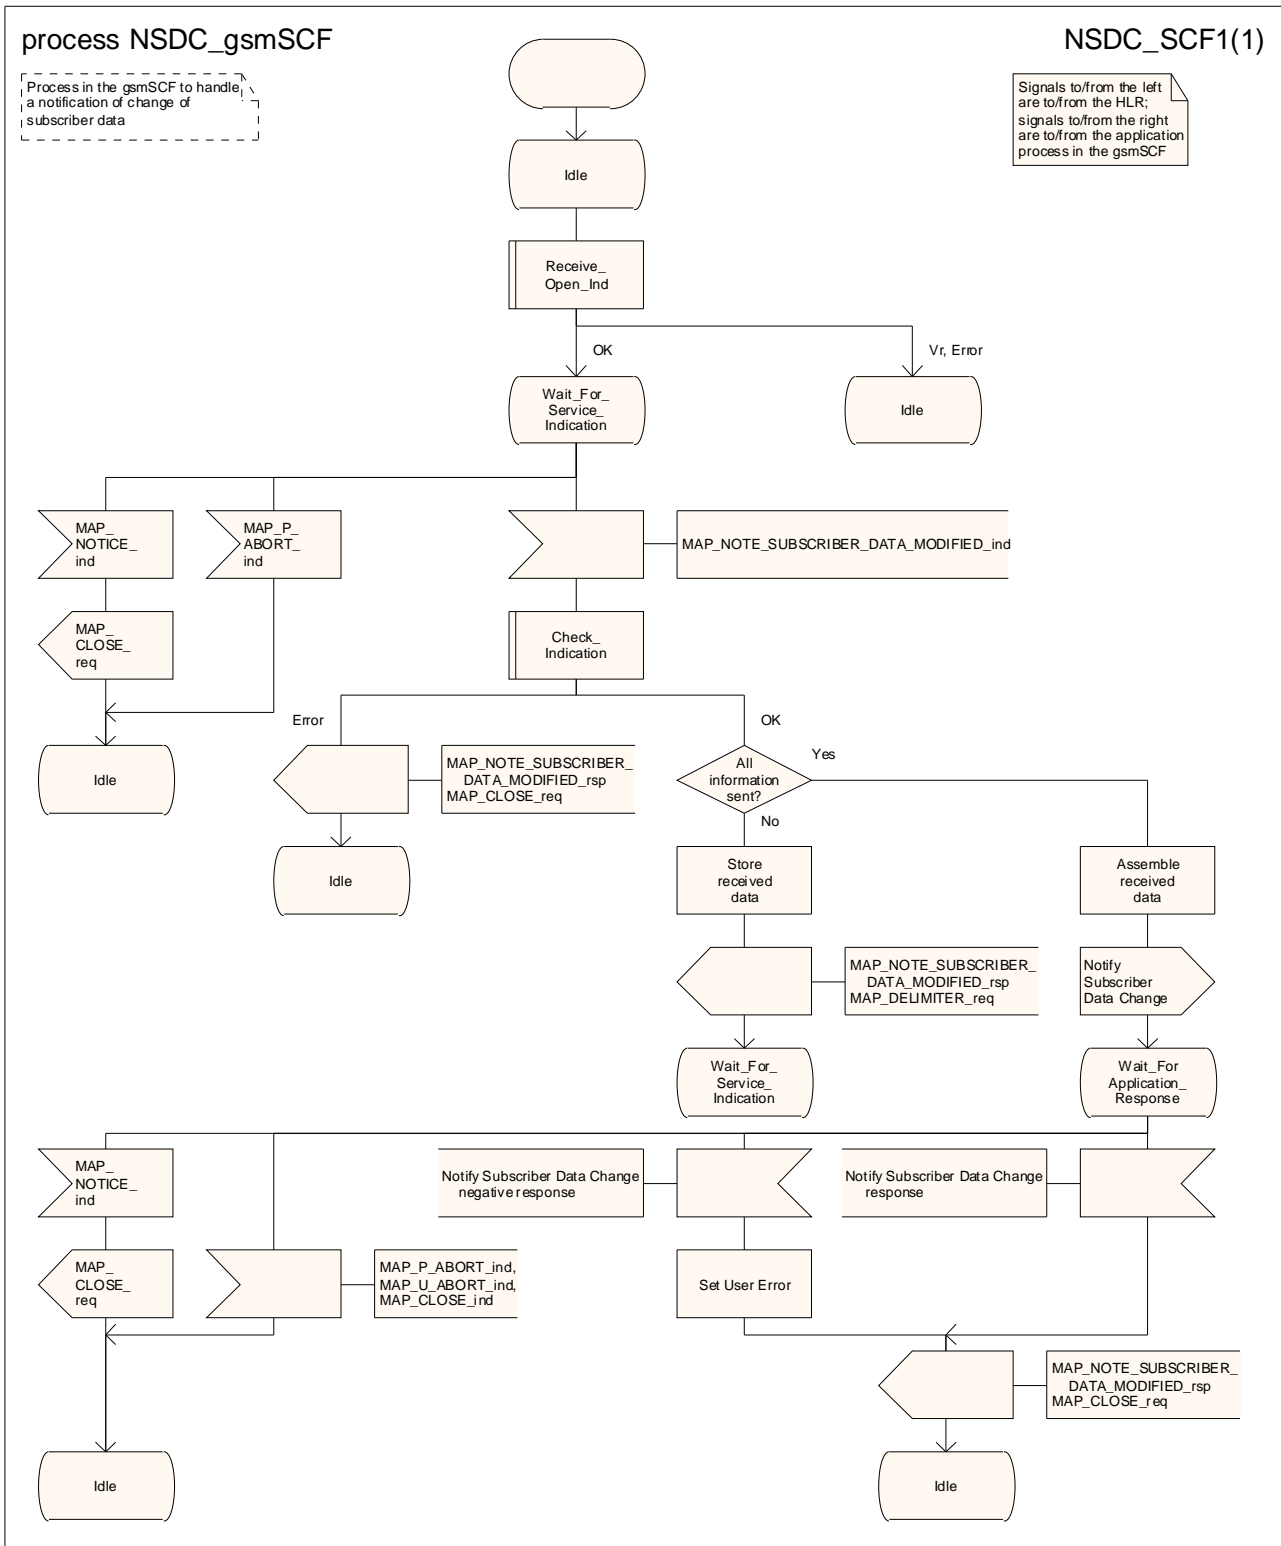 process NSDC_gsmSCF
NSDC_SCF1(1)
Process in the gsmSCF to handle
a notification of change of
subscriber data
Signals to/from the left
are to/from the HLR;
signals to/from the right
are to/from the application
process in the gsmSCF
Idle
Receive_
Open_Ind
OK
Vr, Error
Wait_For_
Service_
Indication
Idle
MAP_
NOTICE_
ind
MAP_P_
ABORT_
ind
MAP_NOTE_SUBSCRIBER_DATA_MODIFIED_ind
MAP_
CLOSE_
req
Check_
Indication
Error
OK
Idle
MAP_NOTE_SUBSCRIBER_
DATA_MODIFIED_rsp
MAP_CLOSE_req
All
information
sent?
Yes
No
Idle
Store
received
data
Assemble
received
data
MAP_NOTE_SUBSCRIBER_
DATA_MODIFIED_rsp
MAP_DELIMITER_req
Notify
Subscriber
Data Change
Wait_For_
Service_
Indication
Wait_For
Application_
Response
MAP_
NOTICE_
ind
Notify Subscriber Data Change
negative response
Notify Subscriber Data Change
response
MAP_
CLOSE_
req
MAP_P_ABORT_ind,
MAP_U_ABORT_ind,
MAP_CLOSE_ind
Set User Error
MAP_NOTE_SUBSCRIBER_
DATA_MODIFIED_rsp
MAP_CLOSE_req
Idle
Idle